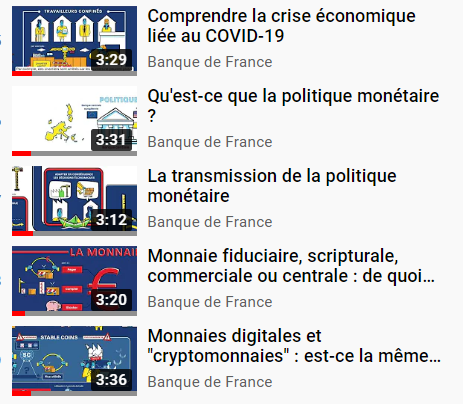 TRAVAILLEURS CONFINÉS
3:29
Comprendre la crise économique
liée au COVID-19
Banque de France
POLITIQUE
3:31
Qu'est-ce que la politique monétaire
?
Banque de France
3:12
La transmission de la politique
monétaire
Banque de France
LA MONNAI
3:20
Monnaie fiduciaire, scripturale,
commerciale ou centrale : de quoi...
Banque de France
STABLE COINS
3:36
Monnaies digitales et
"cryptomonnaies" : est-ce la même...
Banque de France